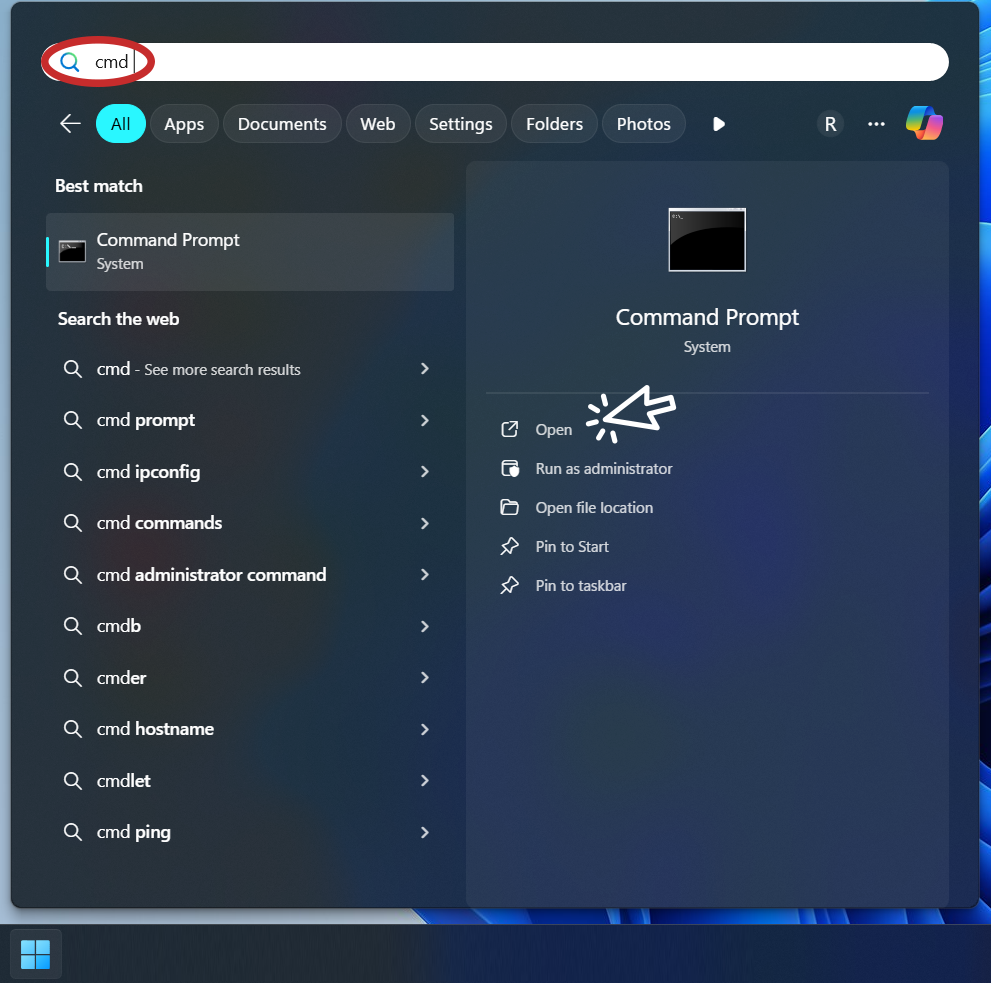 cmd
All Apps Documents Web Settings Folders Photos R
Best match
Command Prompt
System
Search the web
cmd - See more search results
cmd prompt
cmd ipconfig
cmd commands
cmd administrator command
cmdb
cmder
cmd hostname
cmdlet
cmd ping
Command Prompt
System
Open
Run as administrator
Open file location
Pin to Start
Pin to taskbar